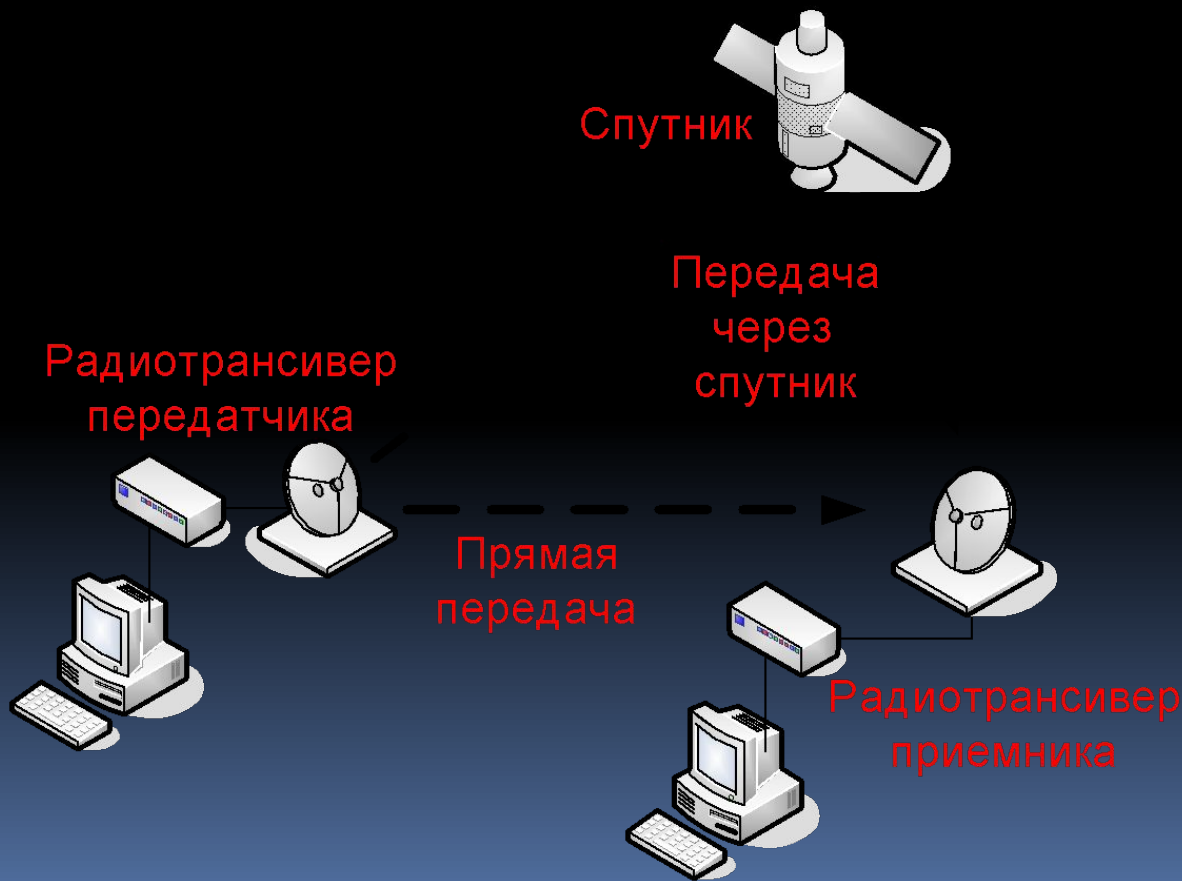 Спутник
Передача
через
спутник
Радиотрансивер
передатчика
Прямая
передача
Радиотрансивер
приемника